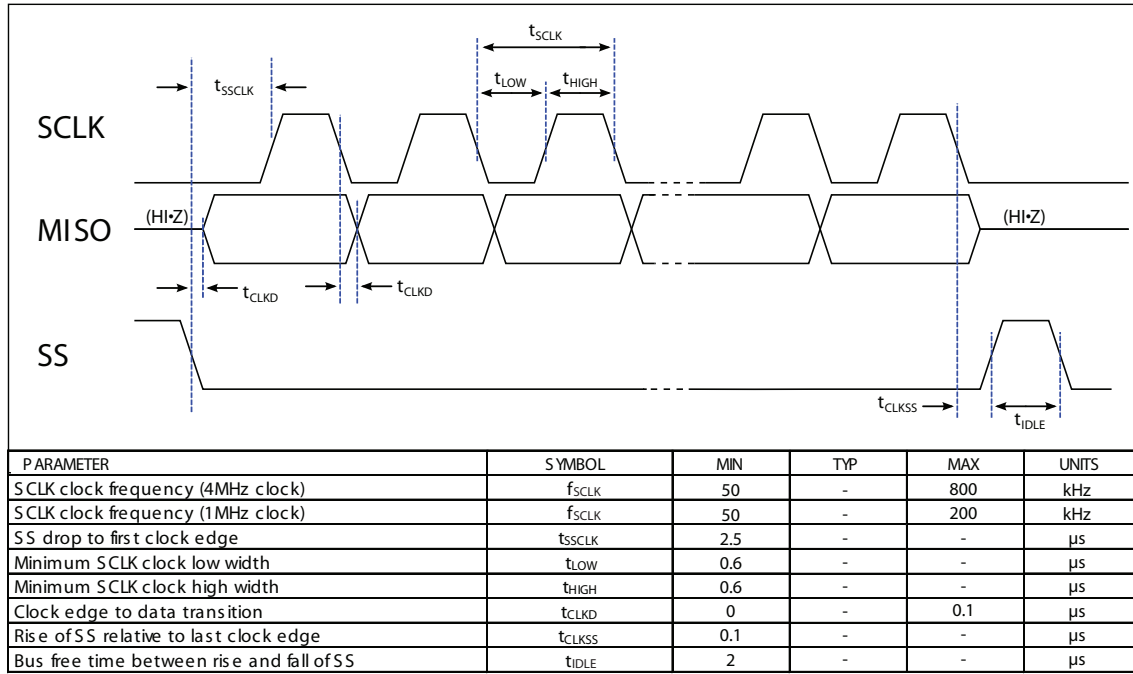 tSCLK
tSSCLK
tLOW tHIGH
SCLK
(HI•Z) (HI•Z)
MISO
tCLKD tCLKD
SS
tCLKSS
tIDLE
PARAMETER SYMBOL MIN TYP MAX UNITS
SCLK clock frequency (4MHz clock) fSCLK 50 - 800 kHz
SCLK clock frequency (1MHz clock) fSCLK 50 - 200 kHz
SS drop to first clock edge tSSCLK 2.5 - - µs
Minimum SCLK clock low width tLOW 0.6 - - µs
Minimum SCLK clock high width tHIGH 0.6 - - µs
Clock edge to data transition tCLKD 0 - 0.1 µs
Rise of SS relative to last clock edge tCLKSS 0.1 - - µs
Bus free time between rise and fall of SS tIDLE 2 - - µs